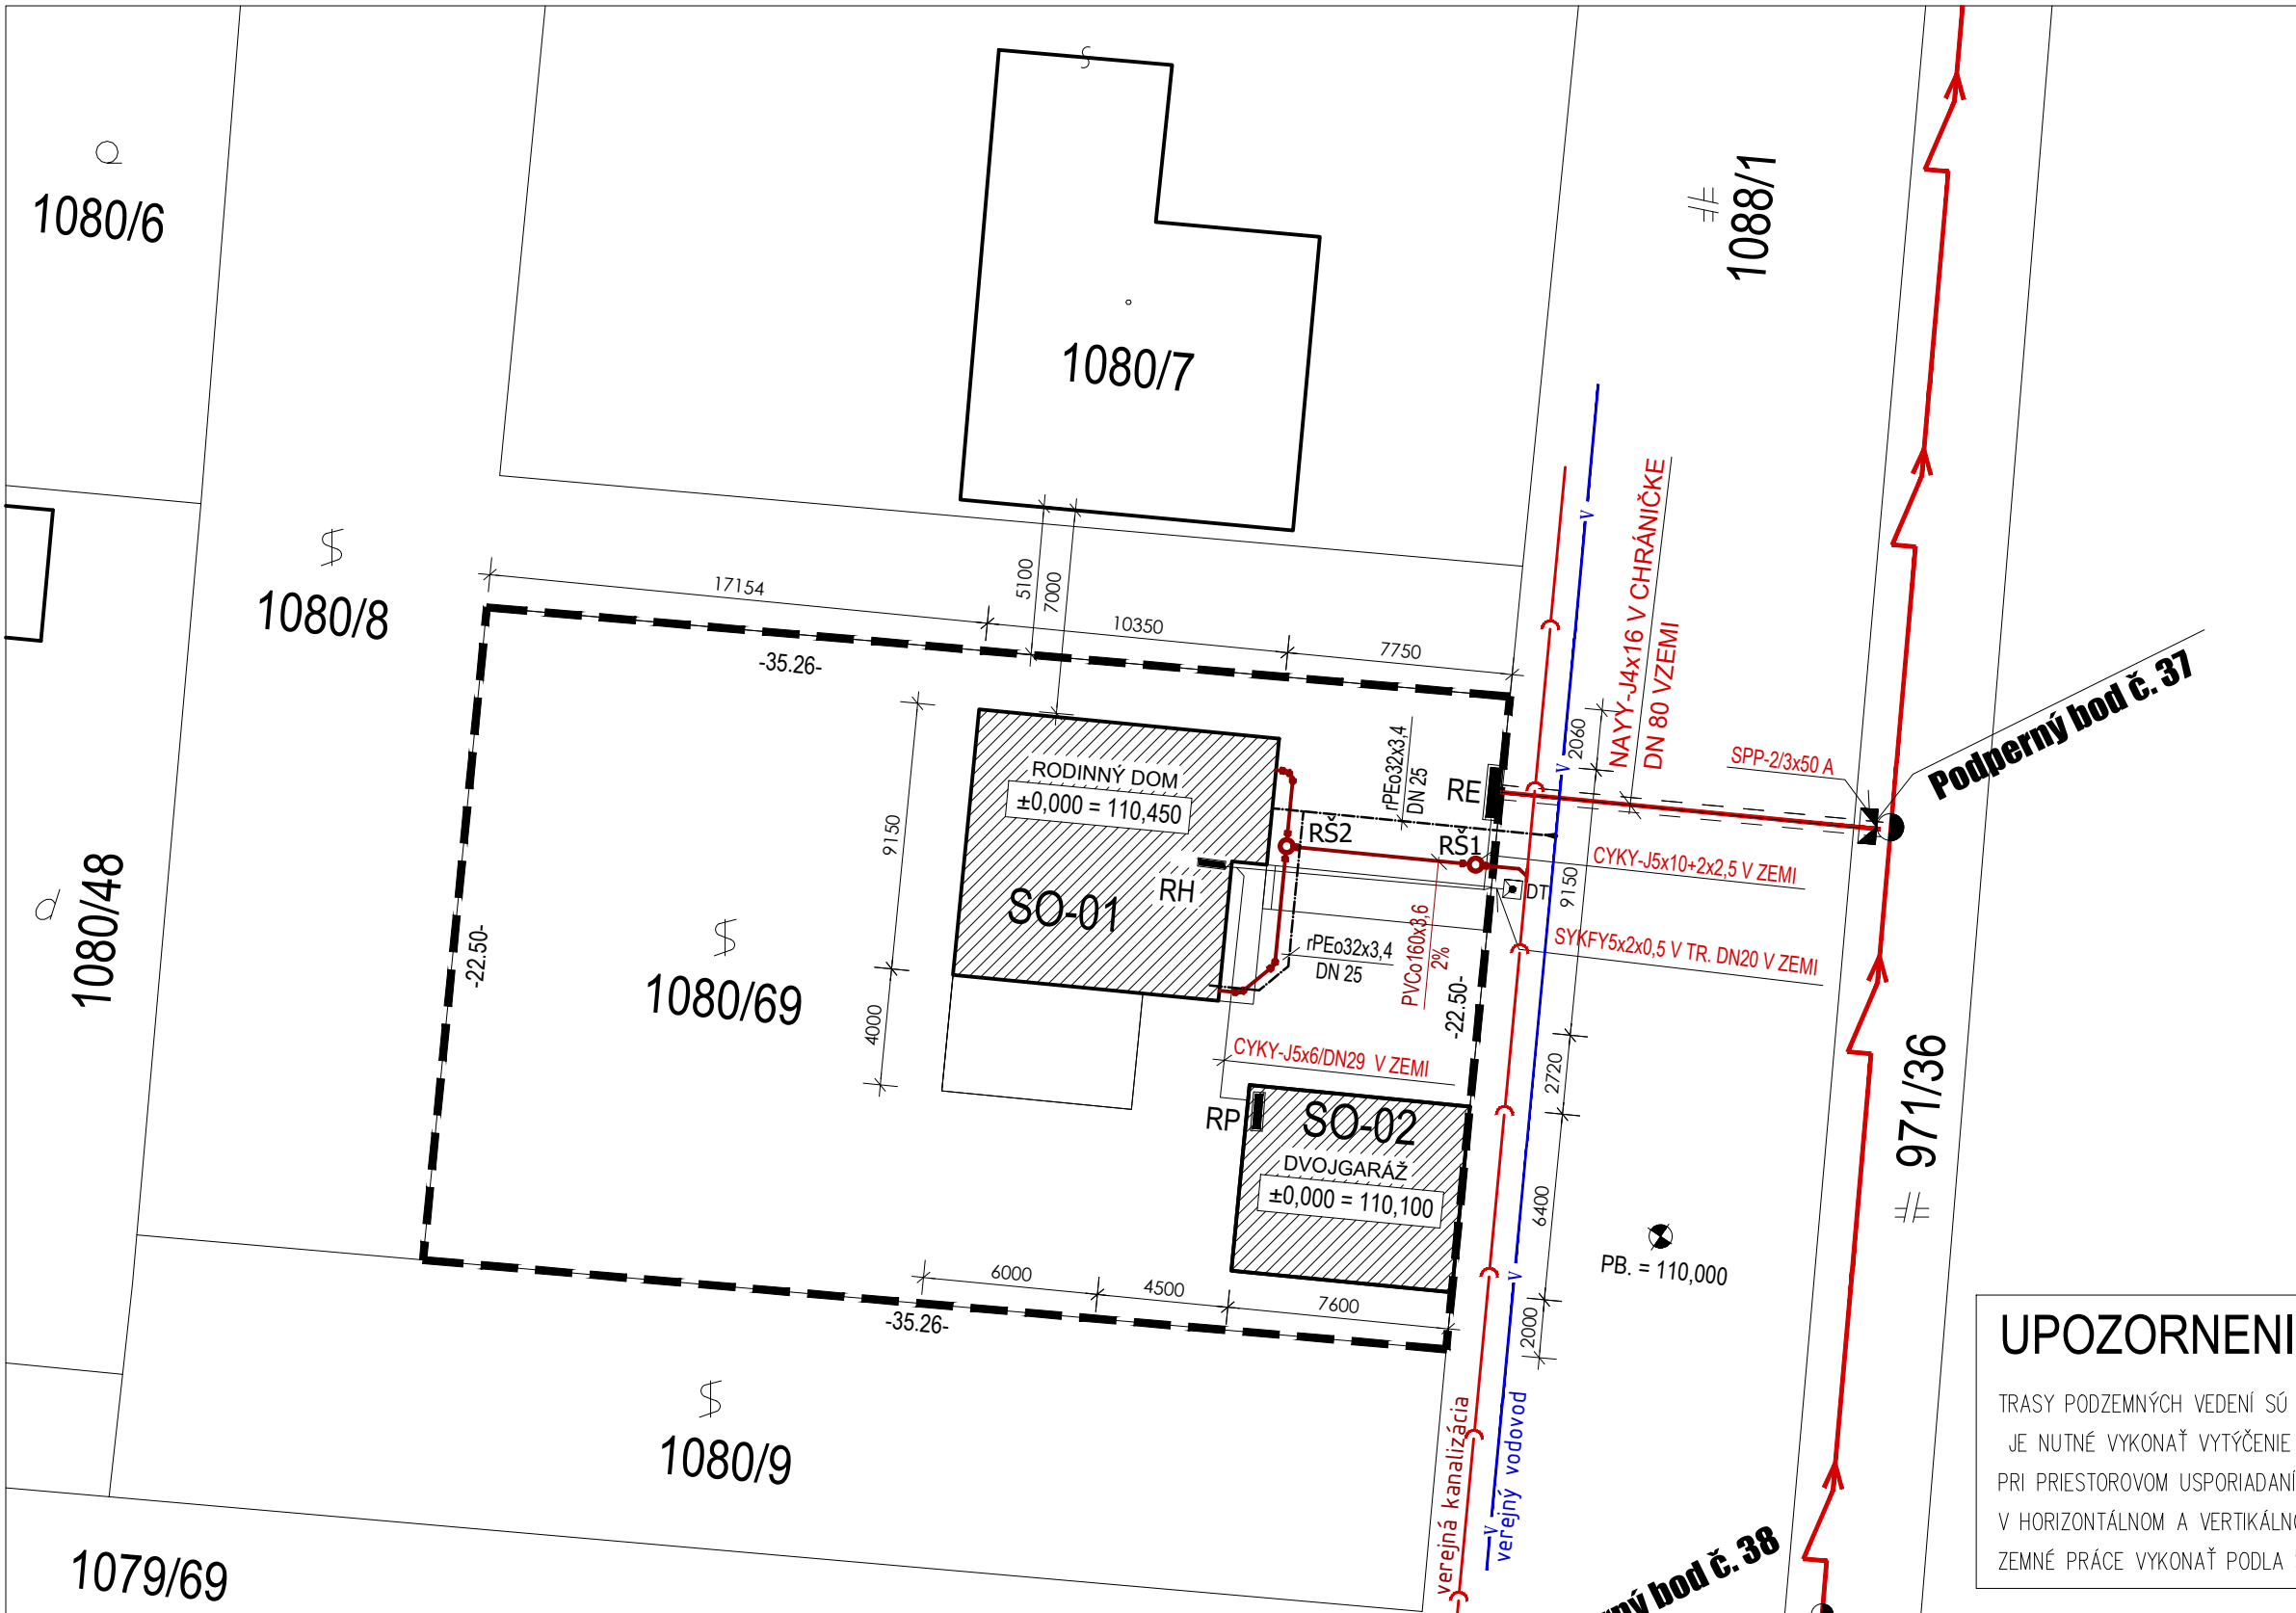 1080/6
1080/7
1088/1
1080/8
1080/48
17154
10350
7750
5100
7000
-35.26-
NAYY-J4x16 V CHRÁNIČKE
DN 80 VZEMI
2060
SPP-2/3x50 A
Podperný bod č. 37
RODINNÝ DOM
±0,000 = 110,450
SO-01
RH
9150
4000
rPEo32x3,4
DN 25
RE
RŠ2
RŠ1
DT
CYKY-J5x10+2x2,5 V ZEMI
9150
SYKFY5x2x0,5 V TR. DN20 V ZEMI
rPEo32x3,4
DN 25
PVCo160x3,6
2%
-22.50-
-22.50-
1080/69
CYKY-J5x6/DN29 V ZEMI
2720
971/36
RP
SO-02
DVOJGARÁŽ
±0,000 = 110,100
6400
PB. = 110,000
6000
4500
7600
2000
-35.26-
1080/9
verejná kanalizácia
verejný vodovod
V
V
V
V
1079/69
ný bod č. 38
UPOZORNENI
TRASY PODZEMNÝCH VEDENÍ SÚ
JE NUTNÉ VYKONAŤ VYTÝČENIE
PRI PRIESTOROVOM USPORIADANÍ
V HORIZONTÁLNOM A VERTIKÁLNO
ZEMNÉ PRÁCE VYKONAŤ PODLA